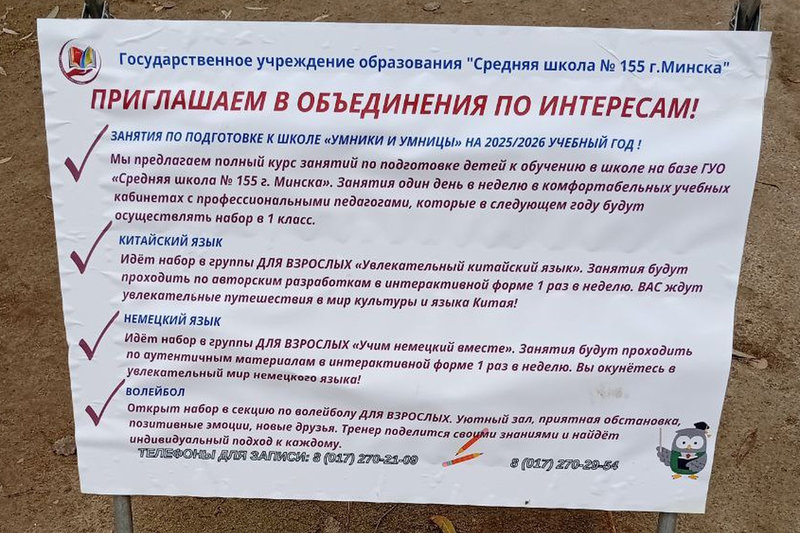 Государственное учреждение образования "Средняя школа № 155 г.Минска"
ПРИГЛАШАЕМ В ОБЪЕДИНЕНИЯ ПО ИНТЕРЕСАМ!
ЗАНЯТИЯ ПО ПОДГОТОВКЕ К ШКОЛЕ «УМНИКИ И УМНИЦЫ» НА 2025/2026 УЧЕБНЫЙ ГОД !
Мы предлагаем полный курс занятий по подготовке детей к обучению в школе на базе ГУО
«Средняя школа № 155 г. Минска». Занятия один день в неделю в комфортабельных учебных
кабинетах с профессиональными педагогами, которые в следующем году будут
осуществлять набор в 1 класс.
КИТАЙСКИЙ ЯЗЫК
Идёт набор в группы ДЛЯ ВЗРОСЛЫХ «Увлекательный китайский язык». Занятия будут
проходить по авторским разработкам в интерактивной форме 1 раз в неделю. ВАС ждут
увлекательные путешествия в мир культуры и языка Китая!
НЕМЕЦКИЙ ЯЗЫК
Идёт набор в группы ДЛЯ ВЗРОСЛЫХ «Учим немецкий вместе». Занятия будут проходить
по аутентичным материалам в интерактивной форме 1 раз в неделю. Вы окунётесь в
увлекательный мир немецкого языка!
ВОЛЕЙБОЛ
Открыт набор в секцию по волейболу ДЛЯ ВЗРОСЛЫХ. Уютный зал, приятная обстановка,
позитивные эмоции, новые друзья. Тренер поделится своими знаниями и найдёт
индивидуальный подход к каждому.
ТЕЛЕФОНЫ ДЛЯ ЗАПИСИ: 8 (017) 270-21-09 8 (017) 270-29-54